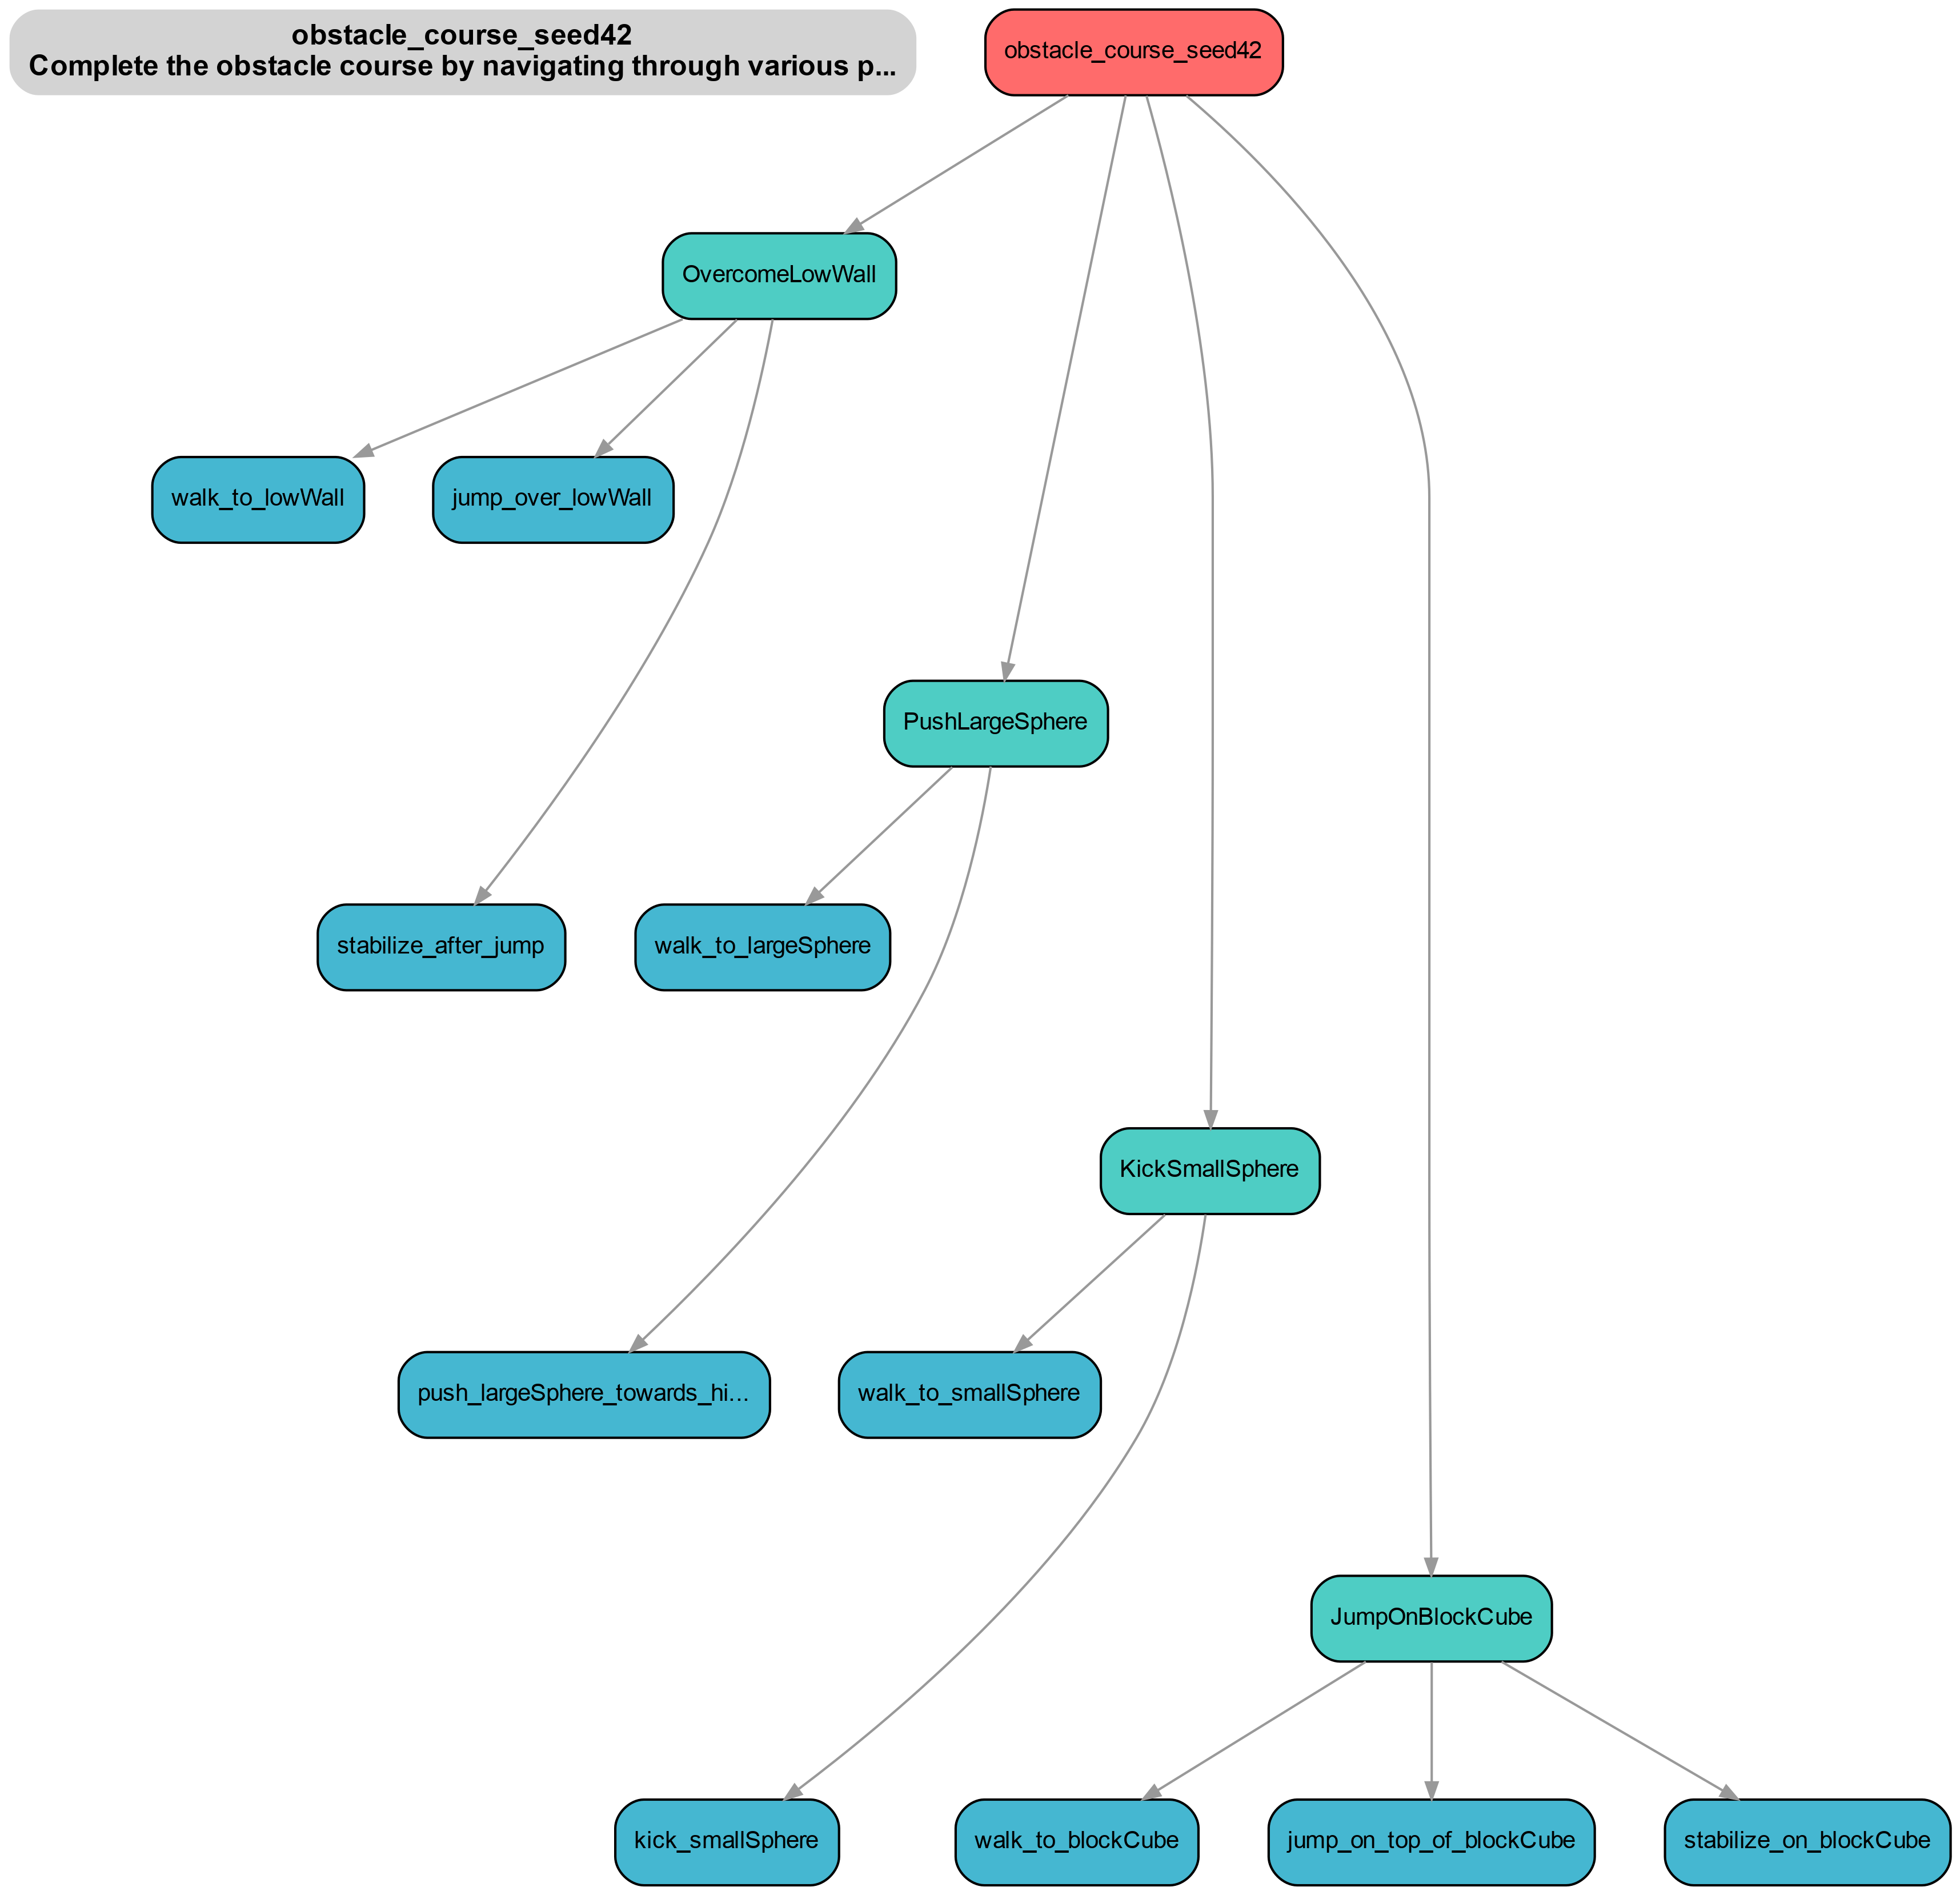 obstacle_course_seed42
Complete the obstacle course by navigating through various p...
obstacle_course_seed42
OvercomeLowWall
walk_to_lowWall
jump_over_lowWall
PushLargeSphere
stabilize_after_jump
walk_to_largeSphere
KickSmallSphere
push_largeSphere_towards_hi...
walk_to_smallSphere
JumpOnBlockCube
kick_smallSphere
walk_to_blockCube
jump_on_top_of_blockCube
stabilize_on_blockCube